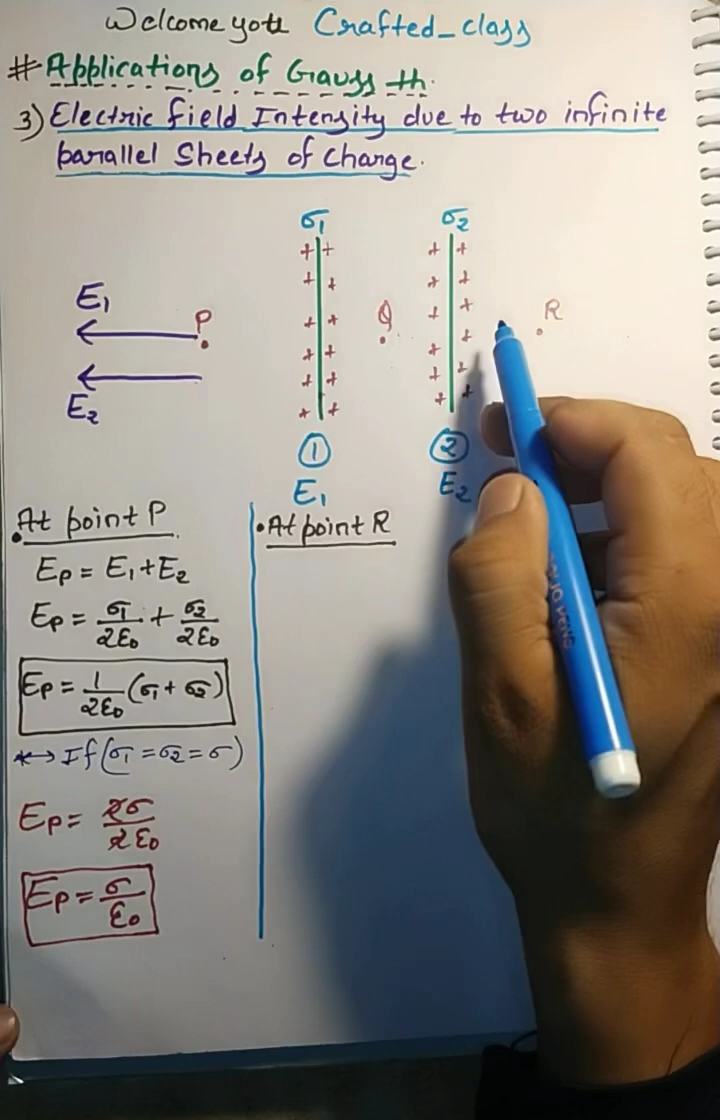 Welcome you Crafted_class
# Applications of Gauss th.
3) Electric field Intensity due to two infinite
parallel Sheets of Charge.
σ₁ σ₂
E₁
P Q R
E₂
① ②
E₁ E₂
• At point P
Eₚ = E₁ + E₂
Eₚ = σ₁/2ε₀ + σ₂/2ε₀
Eₚ = 1/2ε₀ (σ₁ + σ₂)
*→ If (σ₁ = σ₂ = σ)
Eₚ = 2σ/2ε₀
Eₚ = σ/ε₀
• At point R